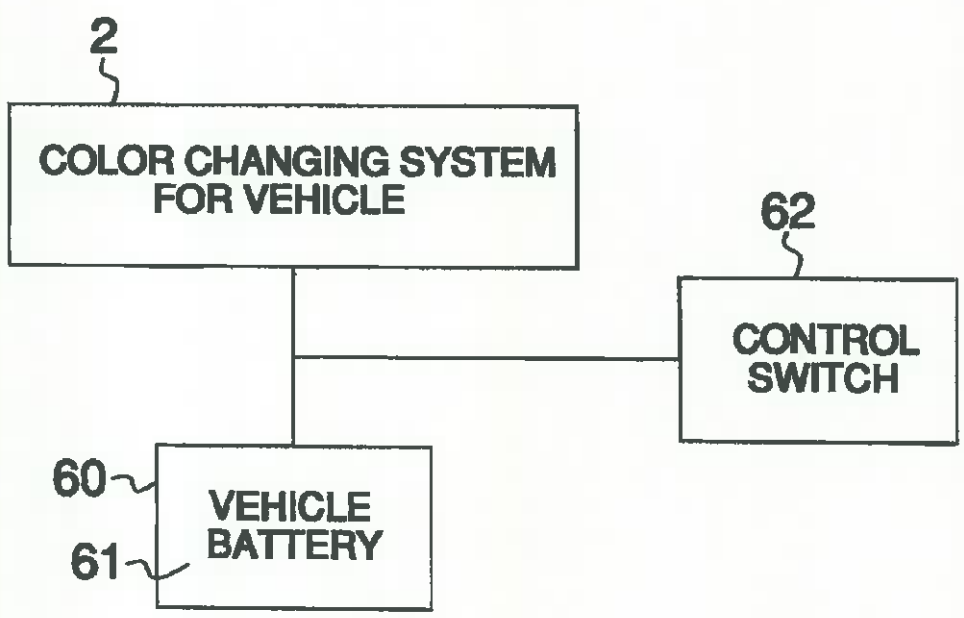 2
COLOR CHANGING SYSTEM
FOR VEHICLE
62
CONTROL
SWITCH
60
VEHICLE
BATTERY
61